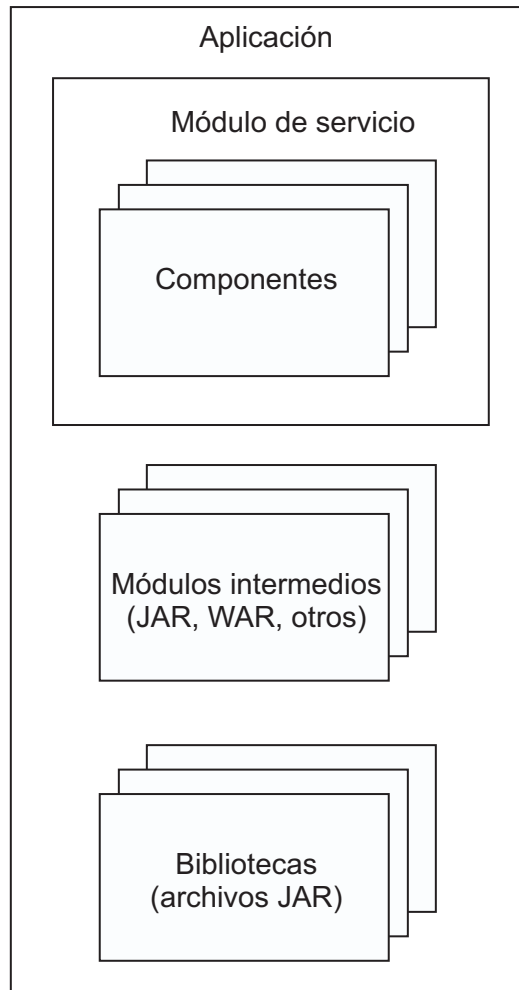 Aplicación
Módulo de servicio
Componentes
Módulos intermedios
(JAR, WAR, otros)
Bibliotecas
(archivos JAR)